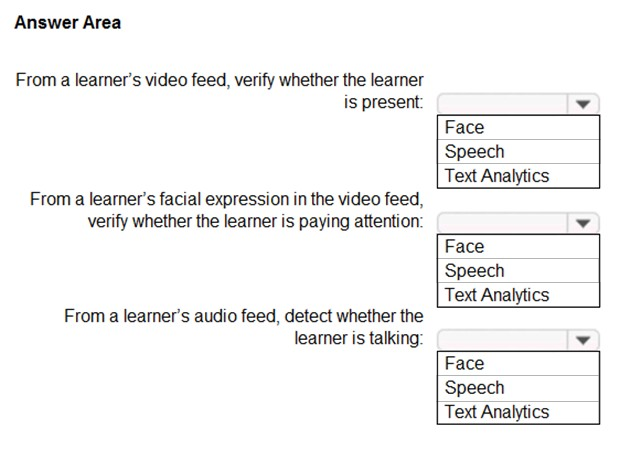 Answer Area
From a learner's video feed, verify whether the learner
is present:
Face
Speech
Text Analytics
From a learner's facial expression in the video feed,
verify whether the learner is paying attention:
Face
Speech
Text Analytics
From a learner's audio feed, detect whether the
learner is talking:
Face
Speech
Text Analytics